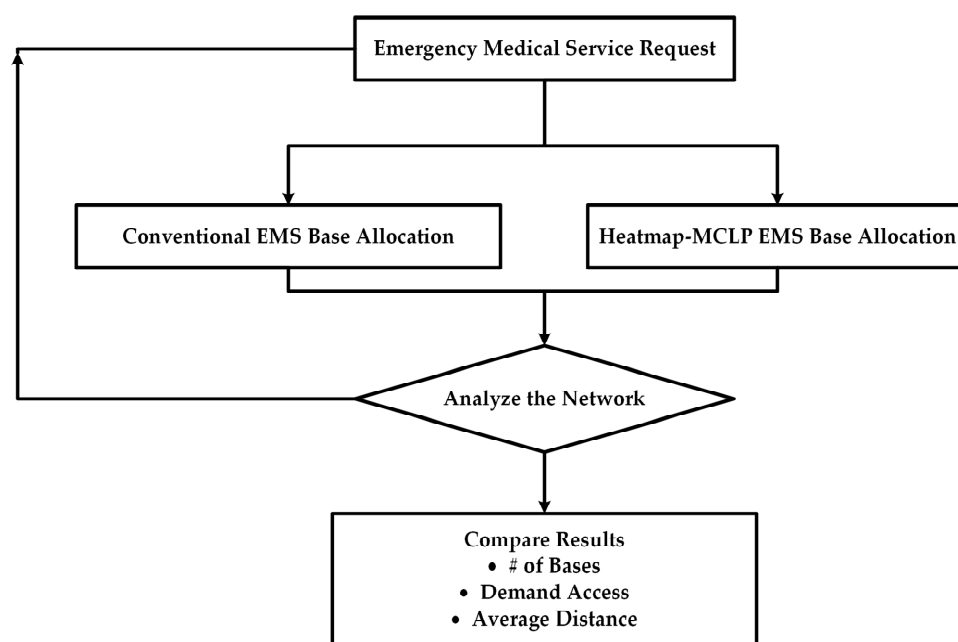 Emergency Medical Service Request
Conventional EMS Base Allocation
Heatmap-MCLP EMS Base Allocation
Analyze the Network
Compare Results
• # of Bases
• Demand Access
• Average Distance